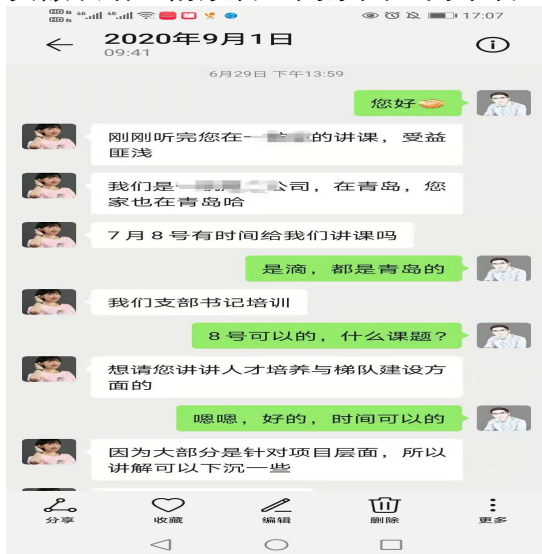 17:07
2020年9月1日
09:41
6月29日 下午13:59
您好
刚刚听完您在一 的讲课，受益
匪浅
我们是 公司，在青岛，您
家也在青岛哈
7月8号有时间给我们讲课吗
是滴，都是青岛的
我们支部书记培训
8号可以的，什么课题？
想请您讲讲人才培养与梯队建设方
面的
嗯嗯，好的，时间可以的
因为大部分是针对项目层面，所以
讲解可以下沉一些
分享 收藏 编辑 删除 更多